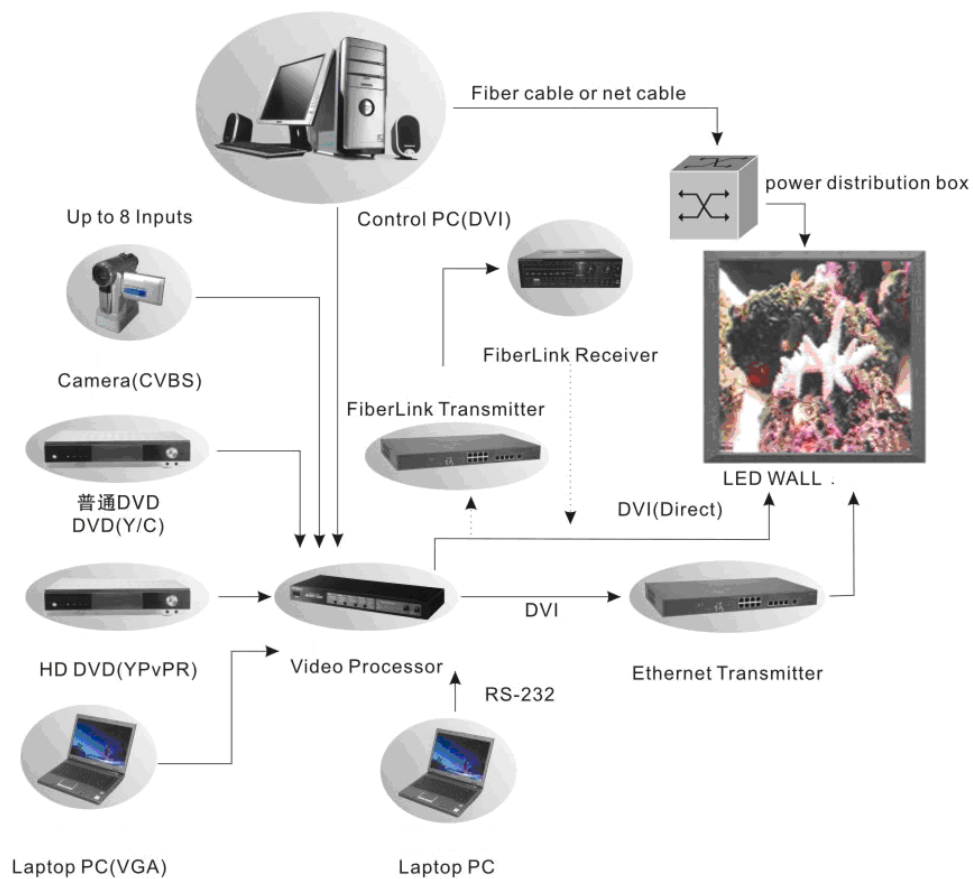 Fiber cable or net cable
power distribution box
Up to 8 Inputs
Control PC(DVI)
FiberLink Receiver
Camera(CVBS)
FiberLink Transmitter
LED WALL .
普通DVD
DVD(Y/C)
DVI(Direct)
DVI
HD DVD(YPvPR)
Video Processor
Ethernet Transmitter
RS-232
Laptop PC(VGA)
Laptop PC